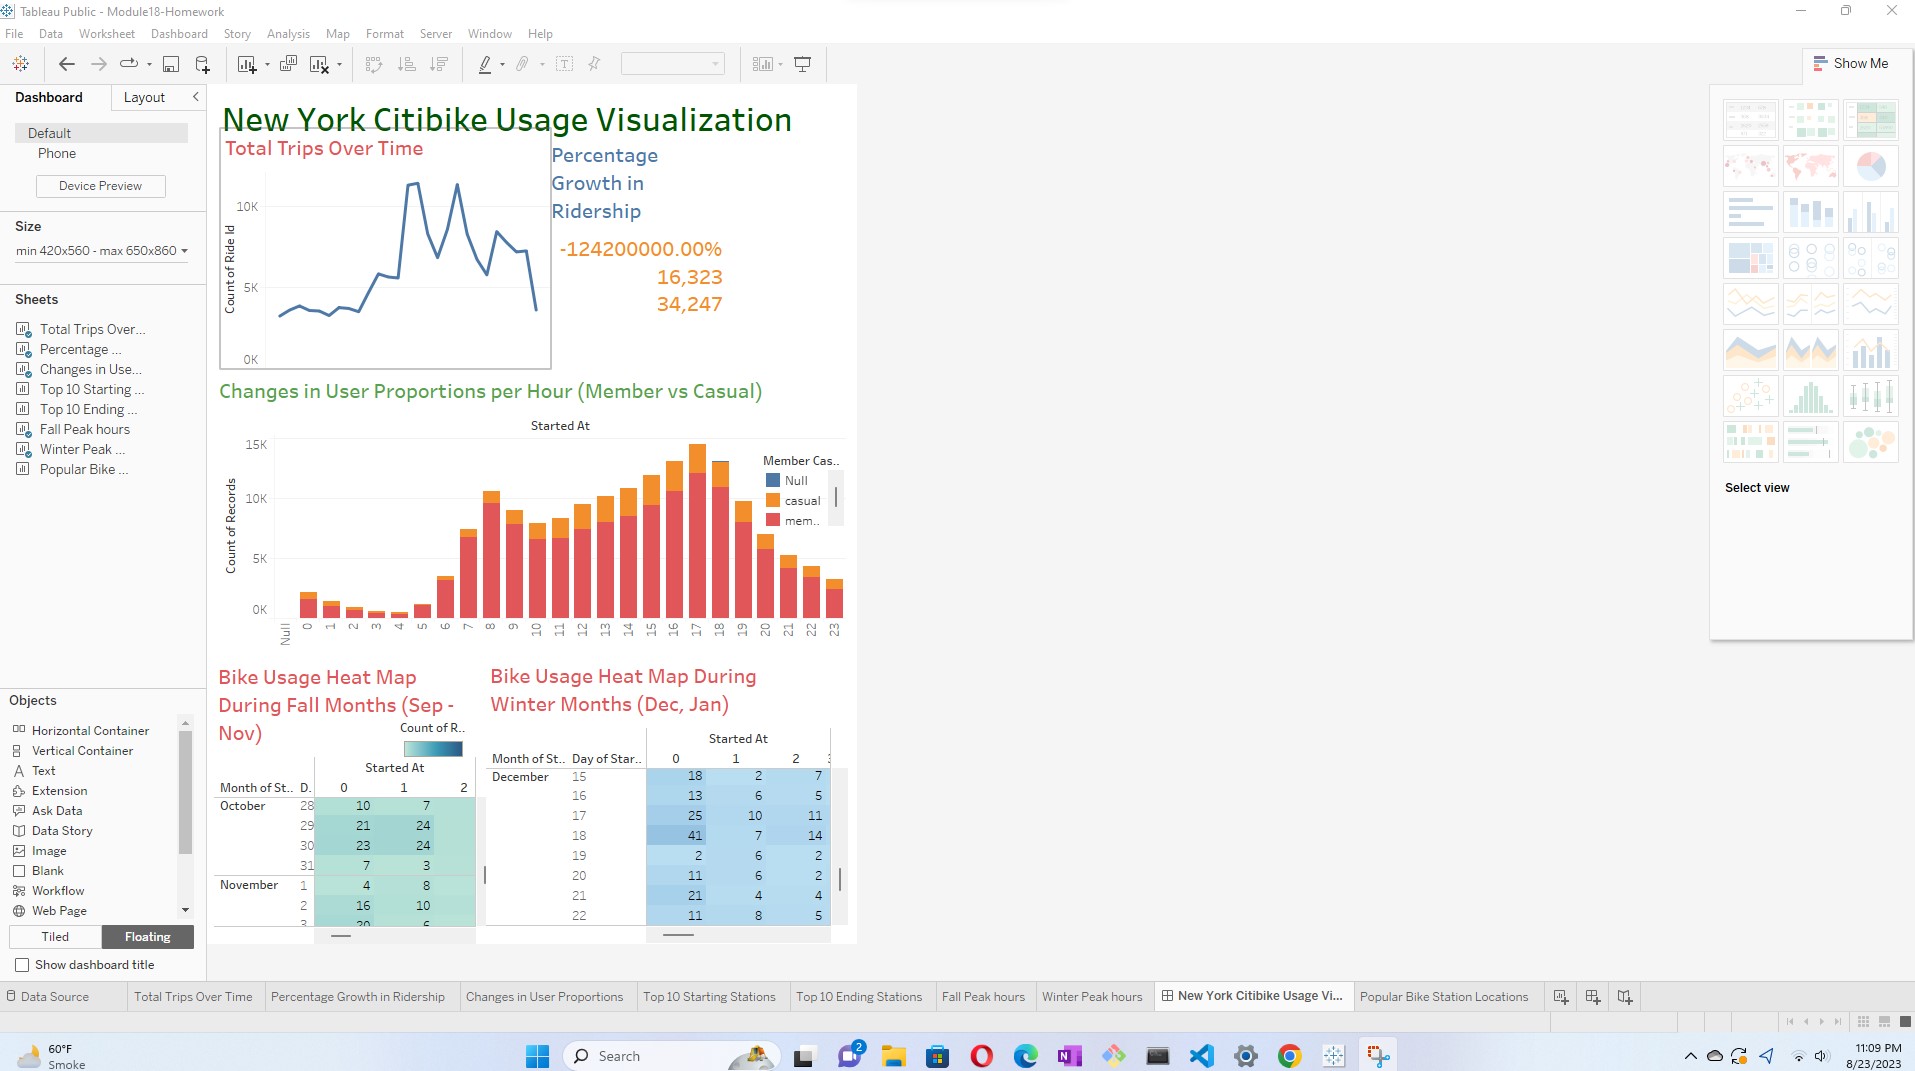 Tableau Public - Module18-Homework
File Data Worksheet Dashboard Story Analysis Map Format Server Window Help
Show Me
Dashboard Layout
Default
Phone
Device Preview
Size
min 420x560 - max 650x860
Sheets
Total Trips Over...
Percentage ...
Changes in Use...
Top 10 Starting ...
Top 10 Ending ...
Fall Peak hours
Winter Peak ...
Popular Bike ...
Objects
Horizontal Container
Vertical Container
Text
Extension
Ask Data
Data Story
Image
Blank
Workflow
Web Page
Tiled Floating
Show dashboard title
New York Citibike Usage Visualization
Total Trips Over Time
Count of Ride Id
10K
5K
0K
Percentage
Growth in
Ridership
-124200000.00%
16,323
34,247
Changes in User Proportions per Hour (Member vs Casual)
Started At
Count of Records
15K
10K
5K
0K
Null 0 1 2 3 4 5 6 7 8 9 10 11 12 13 14 15 16 17 18 19 20 21 22 23
Member Cas..
Null
casual
mem..
Bike Usage Heat Map
During Fall Months (Sep -
Nov)
Count of R..
Started At
Month of St.. D. 0 1 2
October 28 10 7
29 21 24
30 23 24
31 7 3
November 1 4 8
2 16 10
3 20 6
Bike Usage Heat Map During
Winter Months (Dec, Jan)
Started At
Month of St.. Day of Star.. 0 1 2
December 15 18 2 7
16 13 6 5
17 25 10 11
18 41 7 14
19 2 6 2
20 11 6 2
21 21 4 4
22 11 8 5
Select view
Data Source Total Trips Over Time Percentage Growth in Ridership Changes in User Proportions Top 10 Starting Stations Top 10 Ending Stations Fall Peak hours Winter Peak hours New York Citibike Usage Vi... Popular Bike Station Locations
60°F
Smoke
Search
2
11:09 PM
8/23/2023